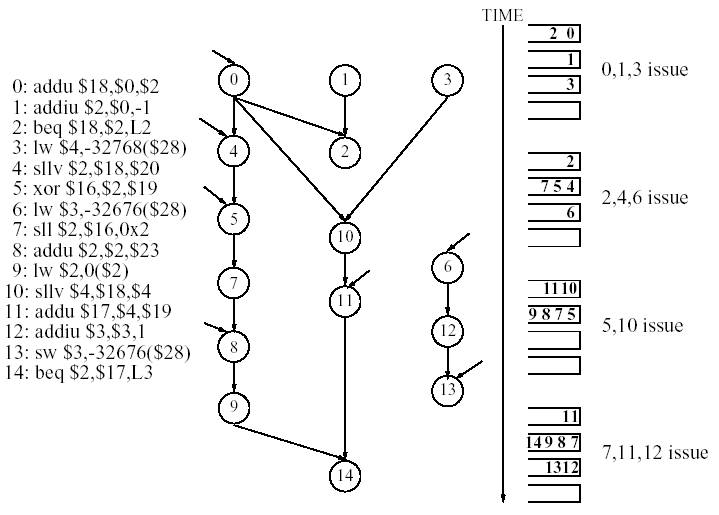 TIME
0: addu $18,$0,$2
1: addiu $2,$0,-1
2: beq $18,$2,L2
3: lw $4,-32768($28)
4: sllv $2,$18,$20
5: xor $16,$2,$19
6: lw $3,-32676($28)
7: sll $2,$16,0x2
8: addu $2,$2,$23
9: lw $2,0($2)
10: sllv $4,$18,$4
11: addu $17,$4,$19
12: addiu $3,$3,1
13: sw $3,-32676($28)
14: beq $2,$17,L3
0 1 3
4 2
5
10
6
7
11
12
8
13
9
14
2 0
1
3
0,1,3 issue
2
7 5 4
6
2,4,6 issue
11 10
9 8 7 5
5,10 issue
11
14 9 8 7
13 12
7,11,12 issue